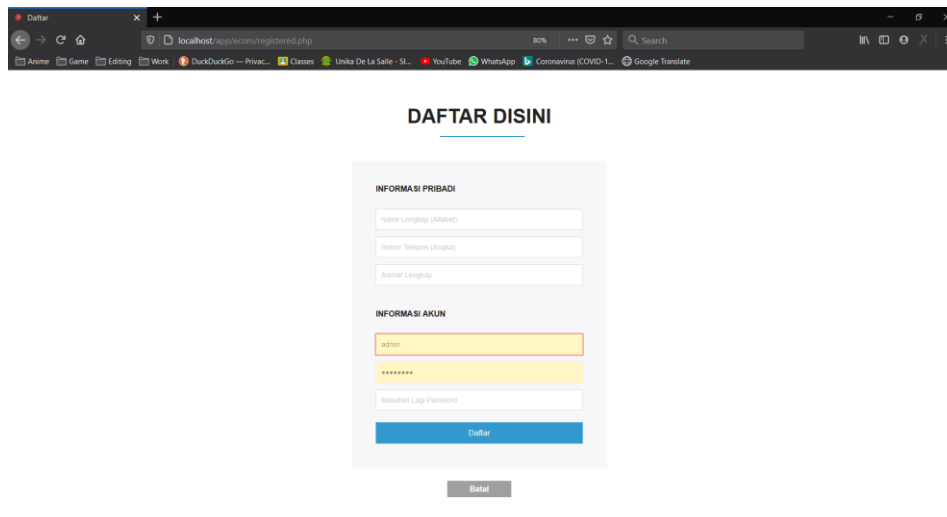 Daftar
localhost/app/ecom/registered.php
80%
Search
Anime Game Editing Work DuckDuckGo — Privac... Classes Unika De La Salle - SI... YouTube WhatsApp Coronavirus (COVID-1... Google Translate
DAFTAR DISINI
INFORMASI PRIBADI
Nama Lengkap (Alfabet)
Nomor Telepon (Angka)
Alamat Lengkap
INFORMASI AKUN
admin
Masukan Lagi Password
Daftar
Batal